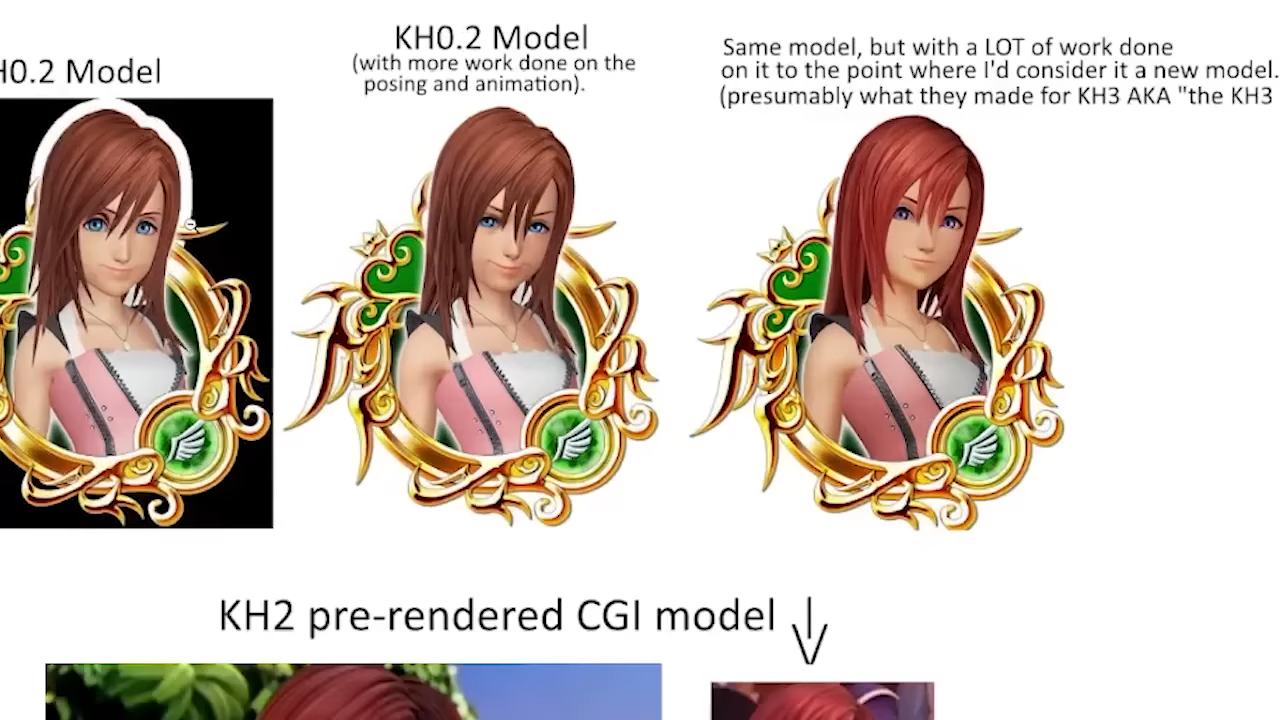 H0.2 Model
KH0.2 Model
(with more work done on the
posing and animation).
Same model, but with a LOT of work done
on it to the point where I'd consider it a new model.
(presumably what they made for KH3 AKA "the KH3
KH2 pre-rendered CGI model